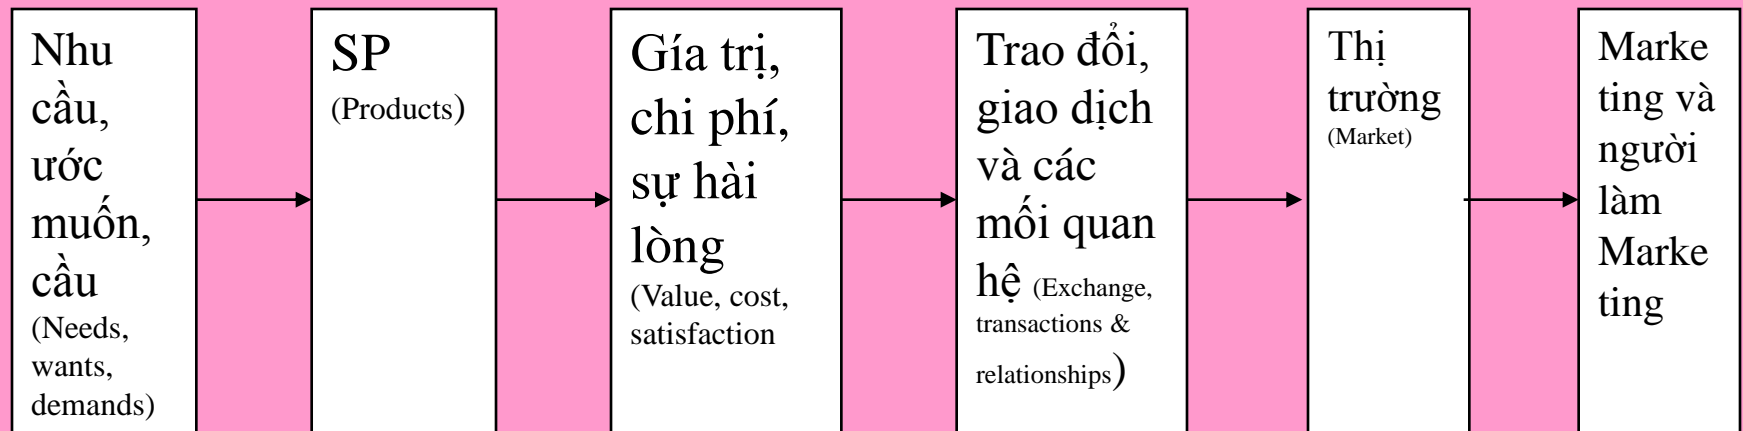 Nhu
cầu,
ước
muốn,
cầu
(Needs,
wants,
demands)
SP
(Products)
Gía trị,
chi phí,
sự hài
lòng
(Value, cost,
satisfaction
Trao đổi,
giao dịch
và các
mối quan
hệ (Exchange,
transactions &
relationships)
Thị
trường
(Market)
Marke
ting và
người
làm
Marke
ting